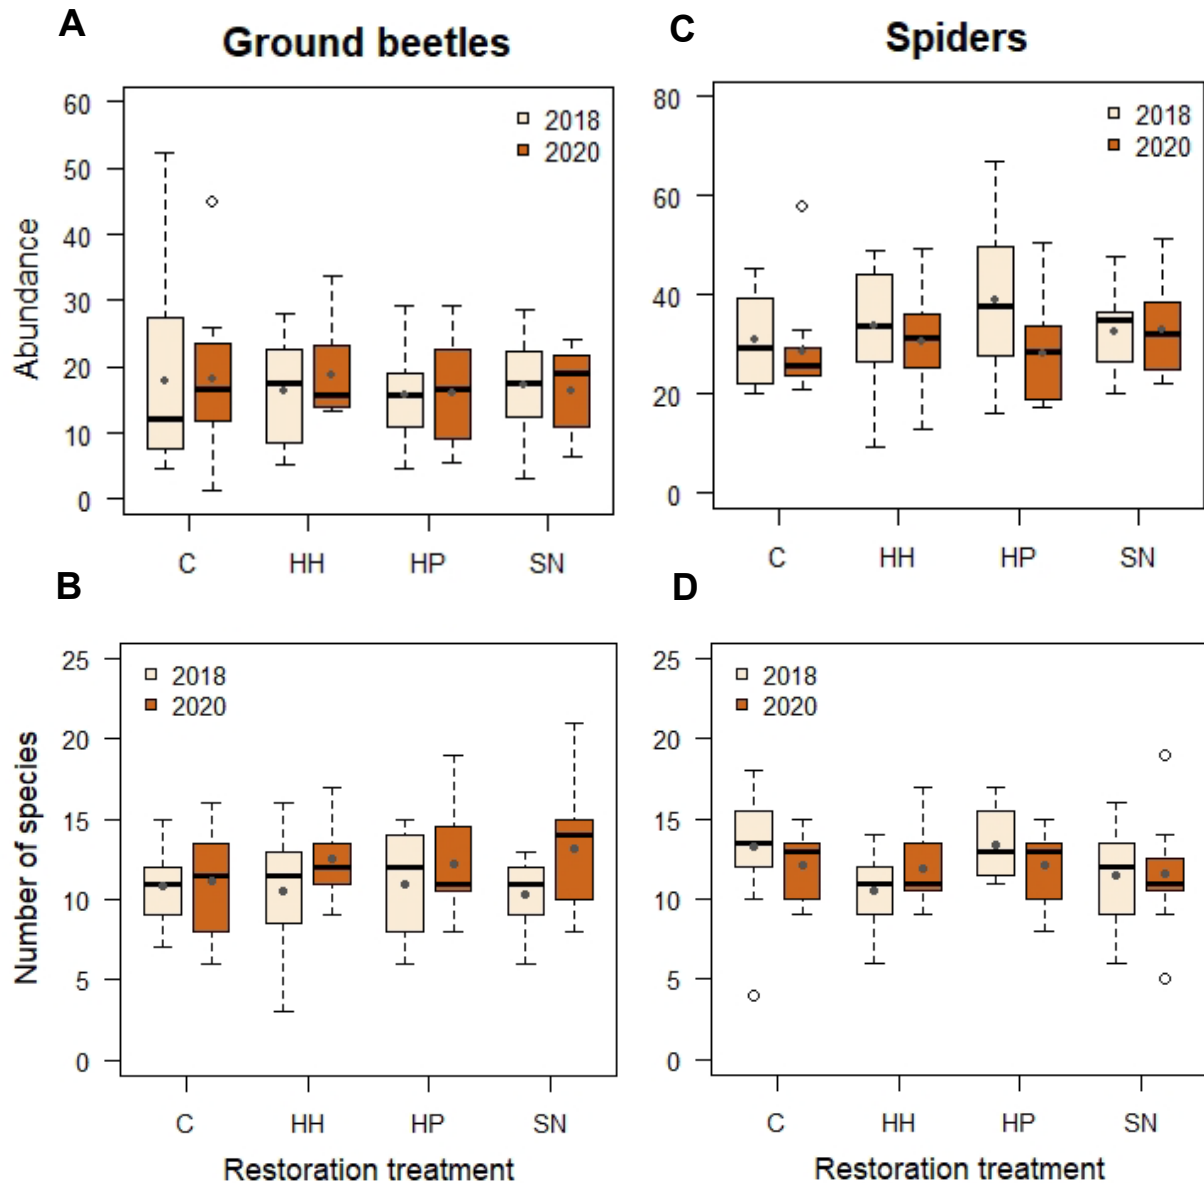 A
Ground beetles
Abundance
60
50
40
30
20
10
0
2018
2020
C
HH
HP
SN
C
Spiders
80
60
40
20
0
2018
2020
C
HH
HP
SN
B
Number of species
25
20
15
10
5
0
2018
2020
C
HH
HP
SN
Restoration treatment
D
25
20
15
10
5
0
2018
2020
C
HH
HP
SN
Restoration treatment